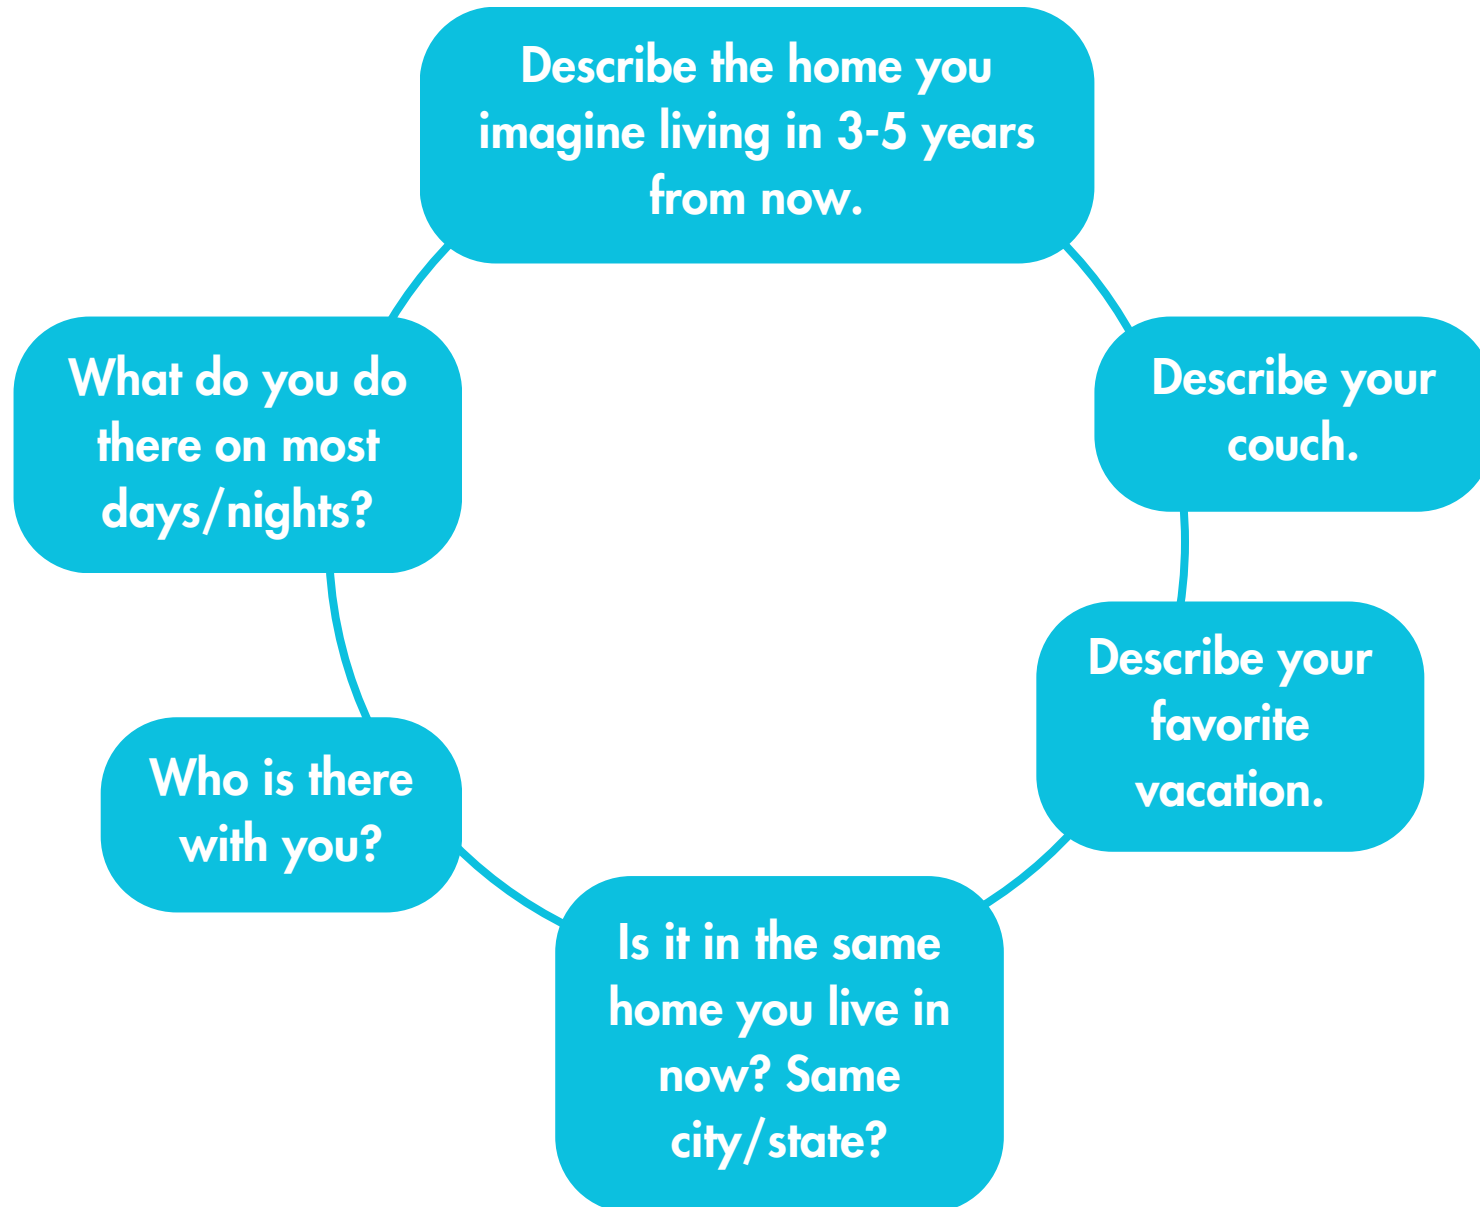 Describe the home you
imagine living in 3-5 years
from now.
Describe your
couch.
Describe your
favorite
vacation.
Is it in the same
home you live in
now? Same
city/state?
Who is there
with you?
What do you do
there on most
days/nights?